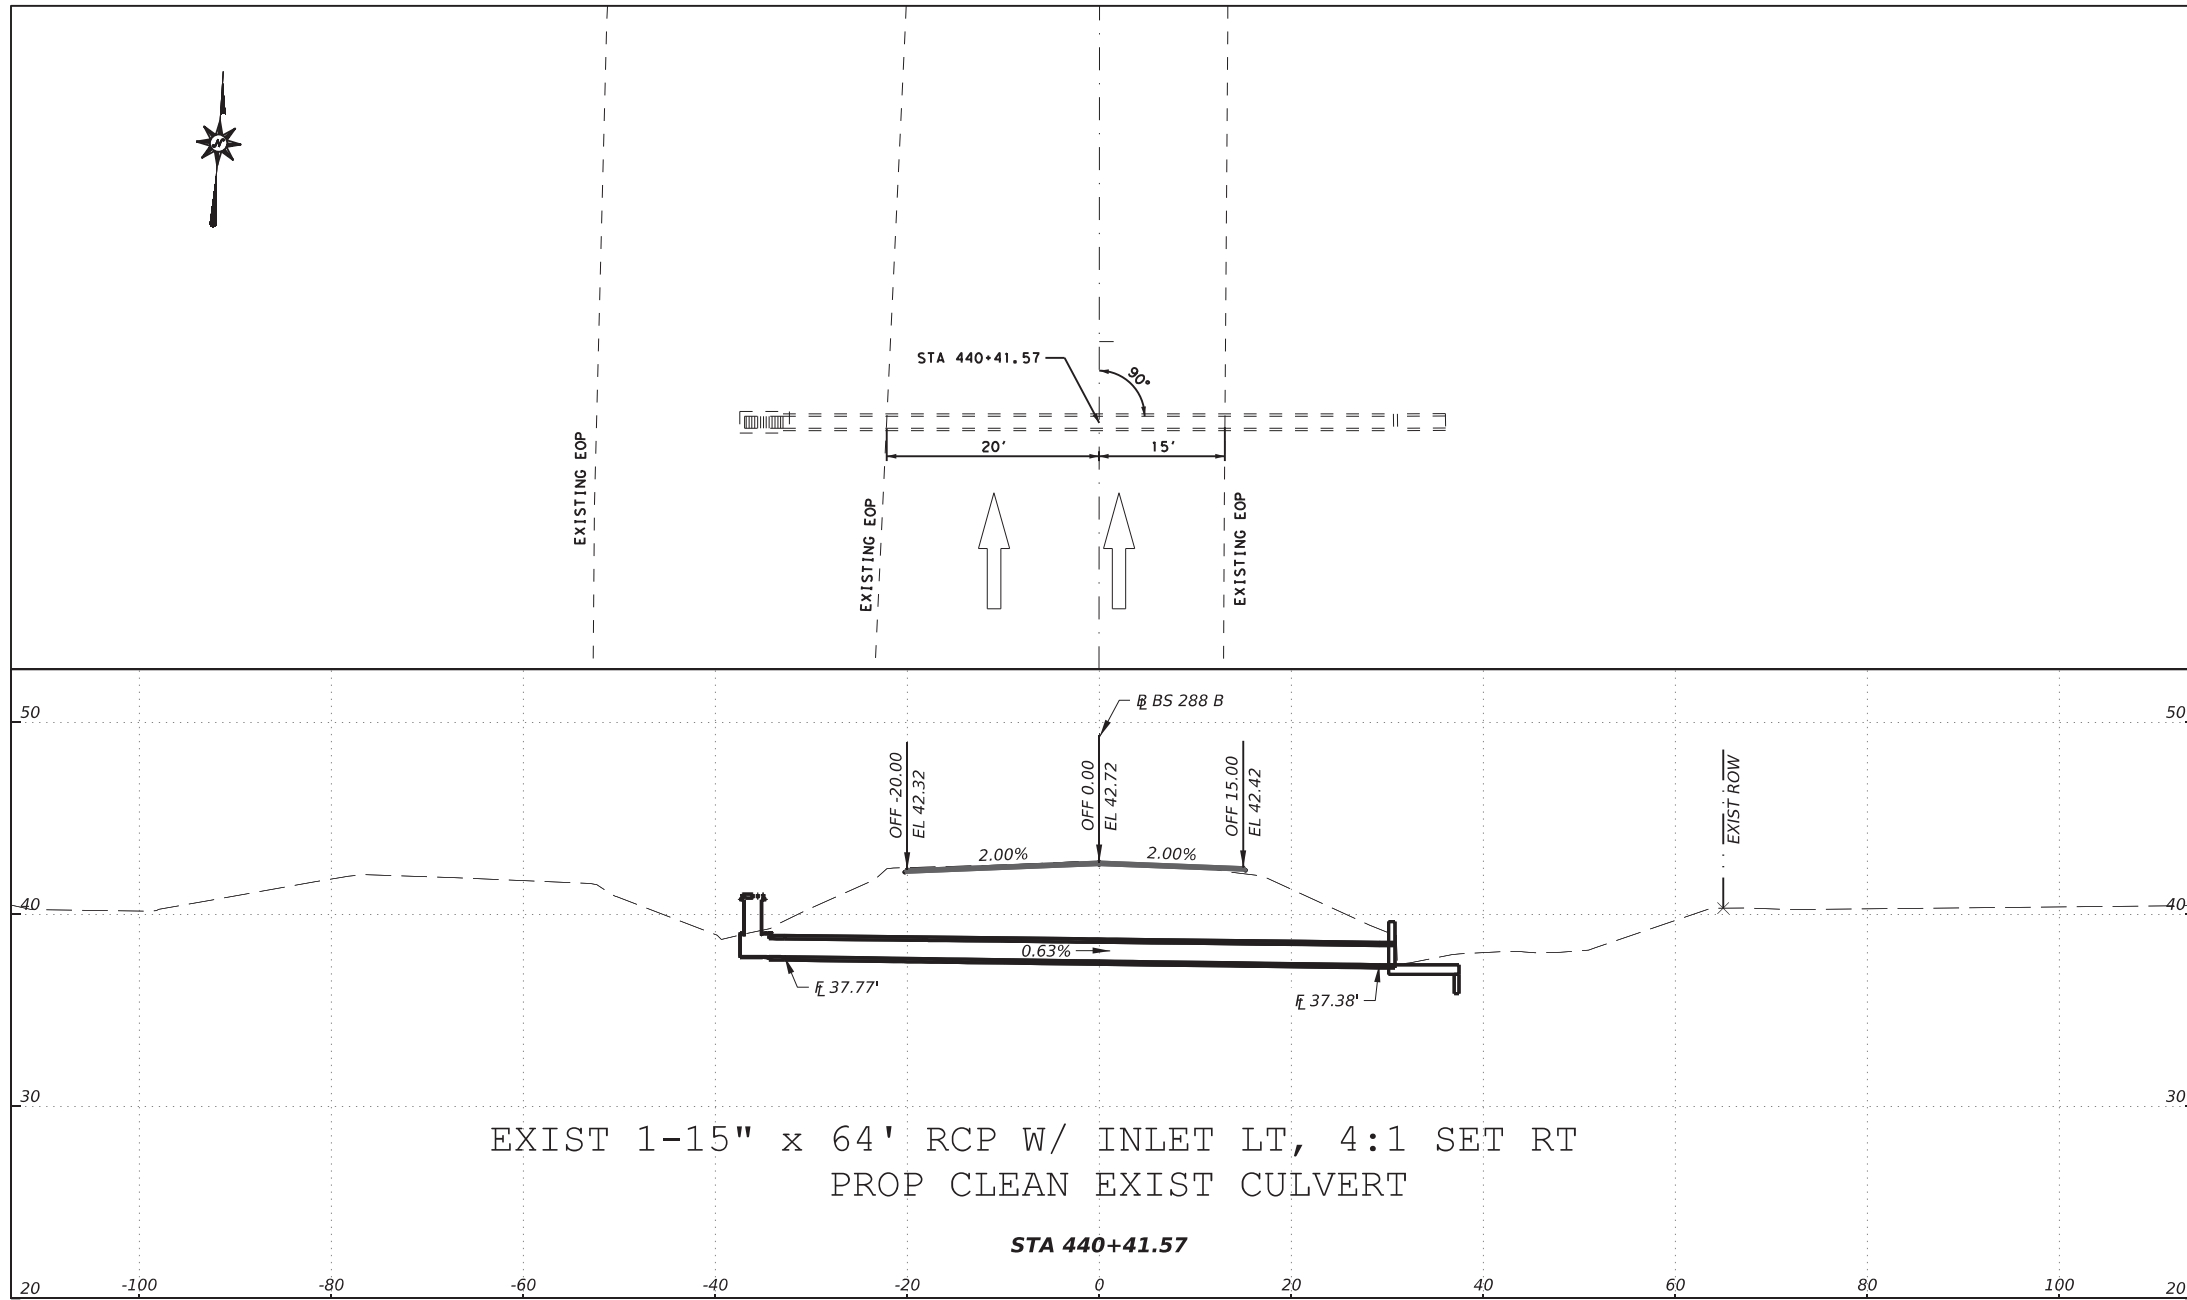 N
STA 440+41.57
90°
20'
15'
EXISTING EOP
EXISTING EOP
EXISTING EOP
℄ BS 288 B
50
50
OFF -20.00
EL 42.32
OFF 0.00
EL 42.72
OFF 15.00
EL 42.42
EXIST ROW
2.00%
2.00%
40
40
0.63%
FL 37.77'
FL 37.38'
30
30
EXIST 1-15" x 64' RCP W/ INLET LT, 4:1 SET RT
PROP CLEAN EXIST CULVERT
STA 440+41.57
20
-100
-80
-60
-40
-20
0
20
40
60
80
100
20